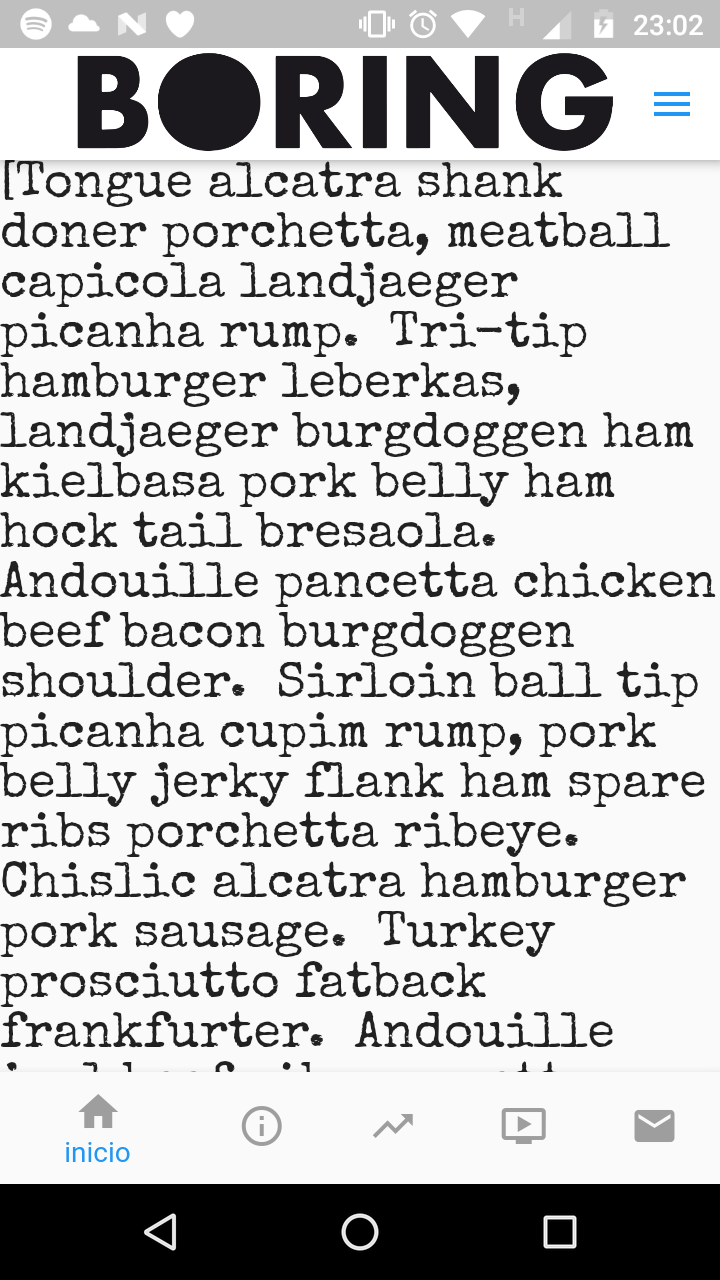 23:02
H
BORING
[Tongue alcatra shank
doner porchetta, meatball
capicola landjaeger
picanha rump.  Tri-tip
hamburger leberkas,
landjaeger burgdoggen ham
kielbasa pork belly ham
hock tail bresaola.
Andouille pancetta chicken
beef bacon burgdoggen
shoulder.  Sirloin ball tip
picanha cupim rump, pork
belly jerky flank ham spare
ribs porchetta ribeye.
Chislic alcatra hamburger
pork sausage.  Turkey
prosciutto fatback
frankfurter.  Andouille
inicio